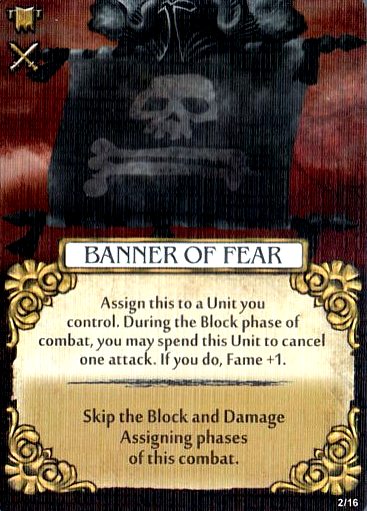 BANNER OF FEAR
Assign this to a Unit you
control. During the Block phase of
combat, you may spend this Unit to cancel
one attack. If you do, Fame +1.
Skip the Block and Damage
Assigning phases
of this combat.
2/16